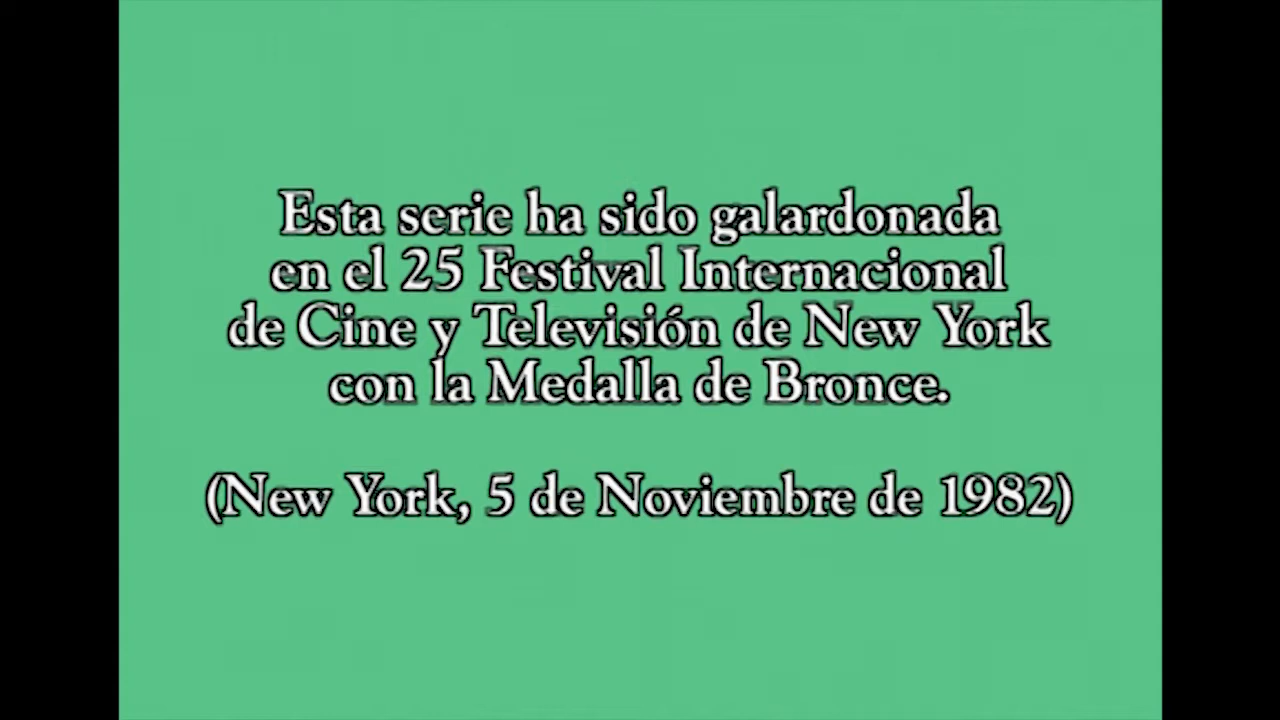 Esta serie ha sido galardonada
en el 25 Festival Internacional
de Cine y Televisión de New York
con la Medalla de Bronce.
(New York, 5 de Noviembre de 1982)